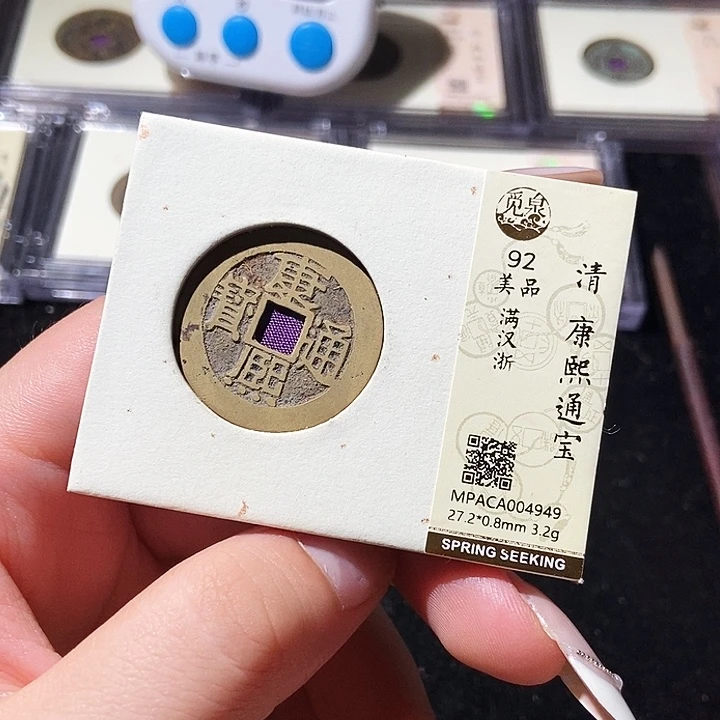 康熙通寶
觅泉
92
美品
满汉浙
清 康熙通宝
MPACA004949
27.2*0.8mm 3.2g
SPRING SEEKING